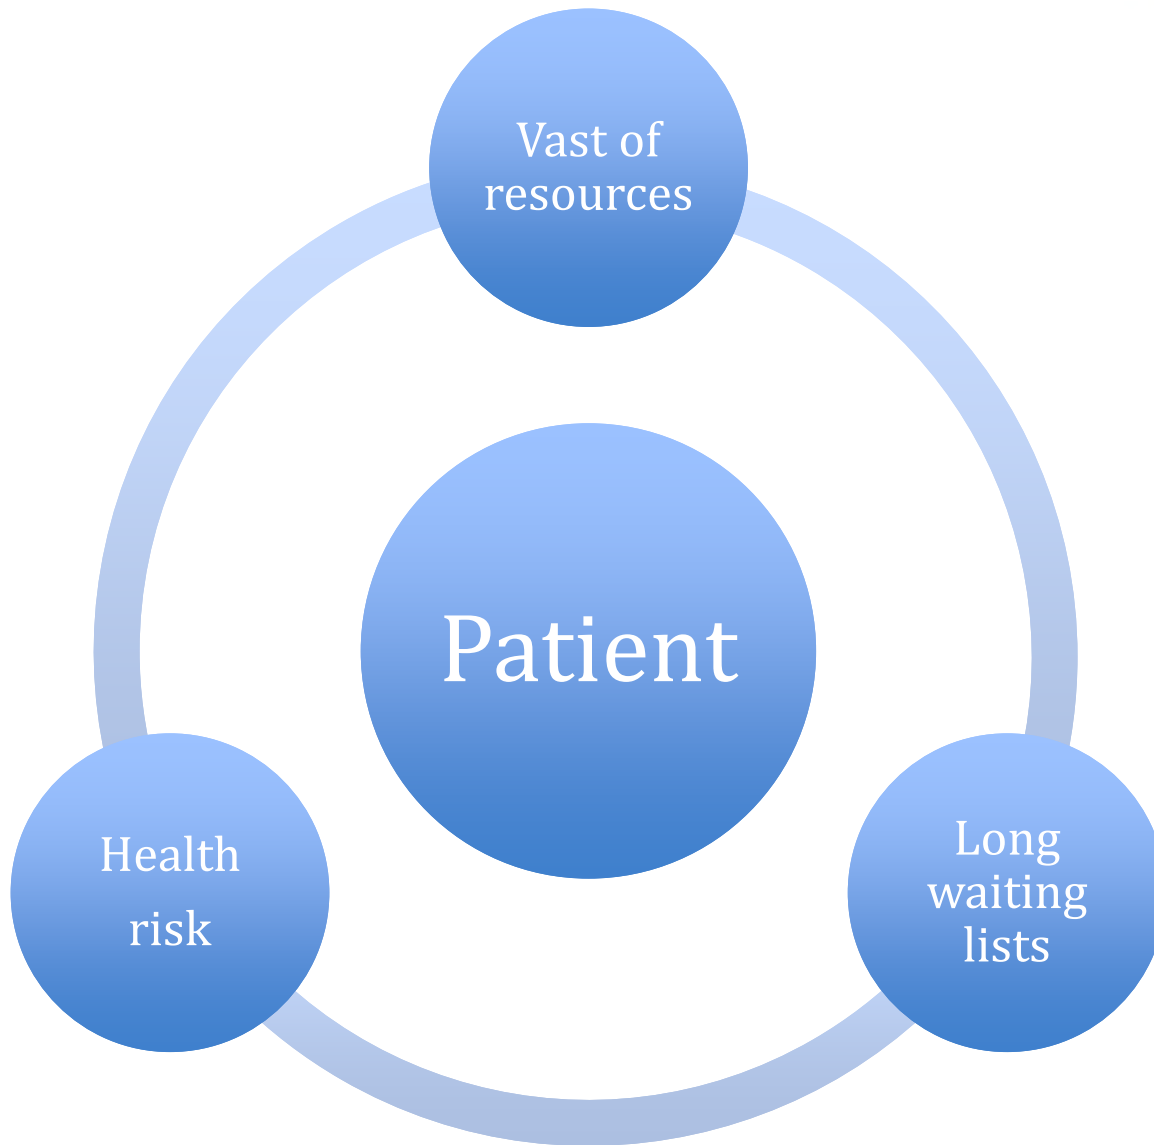 Vast of
resources
Patient
Health
risk
Long
waiting
lists